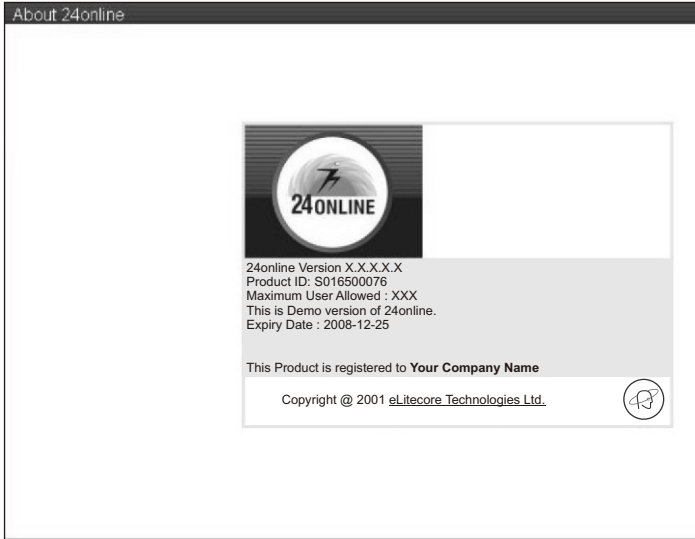 About 24online
24ONLINE
24online Version X.X.X.X.X
Product ID: S016500076
Maximum User Allowed : XXX
This is Demo version of 24online.
Expiry Date : 2008-12-25
This Product is registered to Your Company Name
Copyright @ 2001 eLitecore Technologies Ltd.